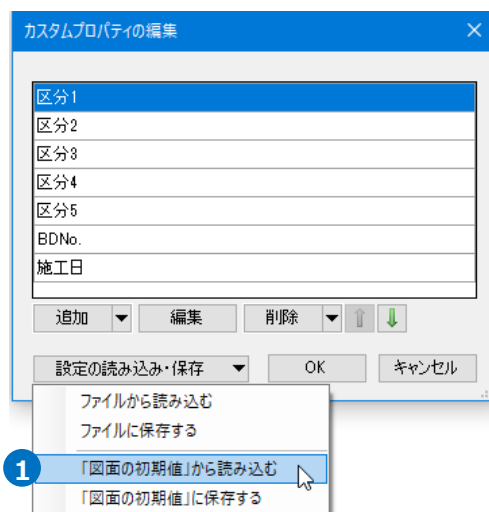 カスタムプロパティの編集
区分1
区分2
区分3
区分4
区分5
BDNo.
施工日
追加 編集 削除
設定の読み込み・保存 OK キャンセル
ファイルから読み込む
ファイルに保存する
1 「図面の初期値」から読み込む
「図面の初期値」に保存する